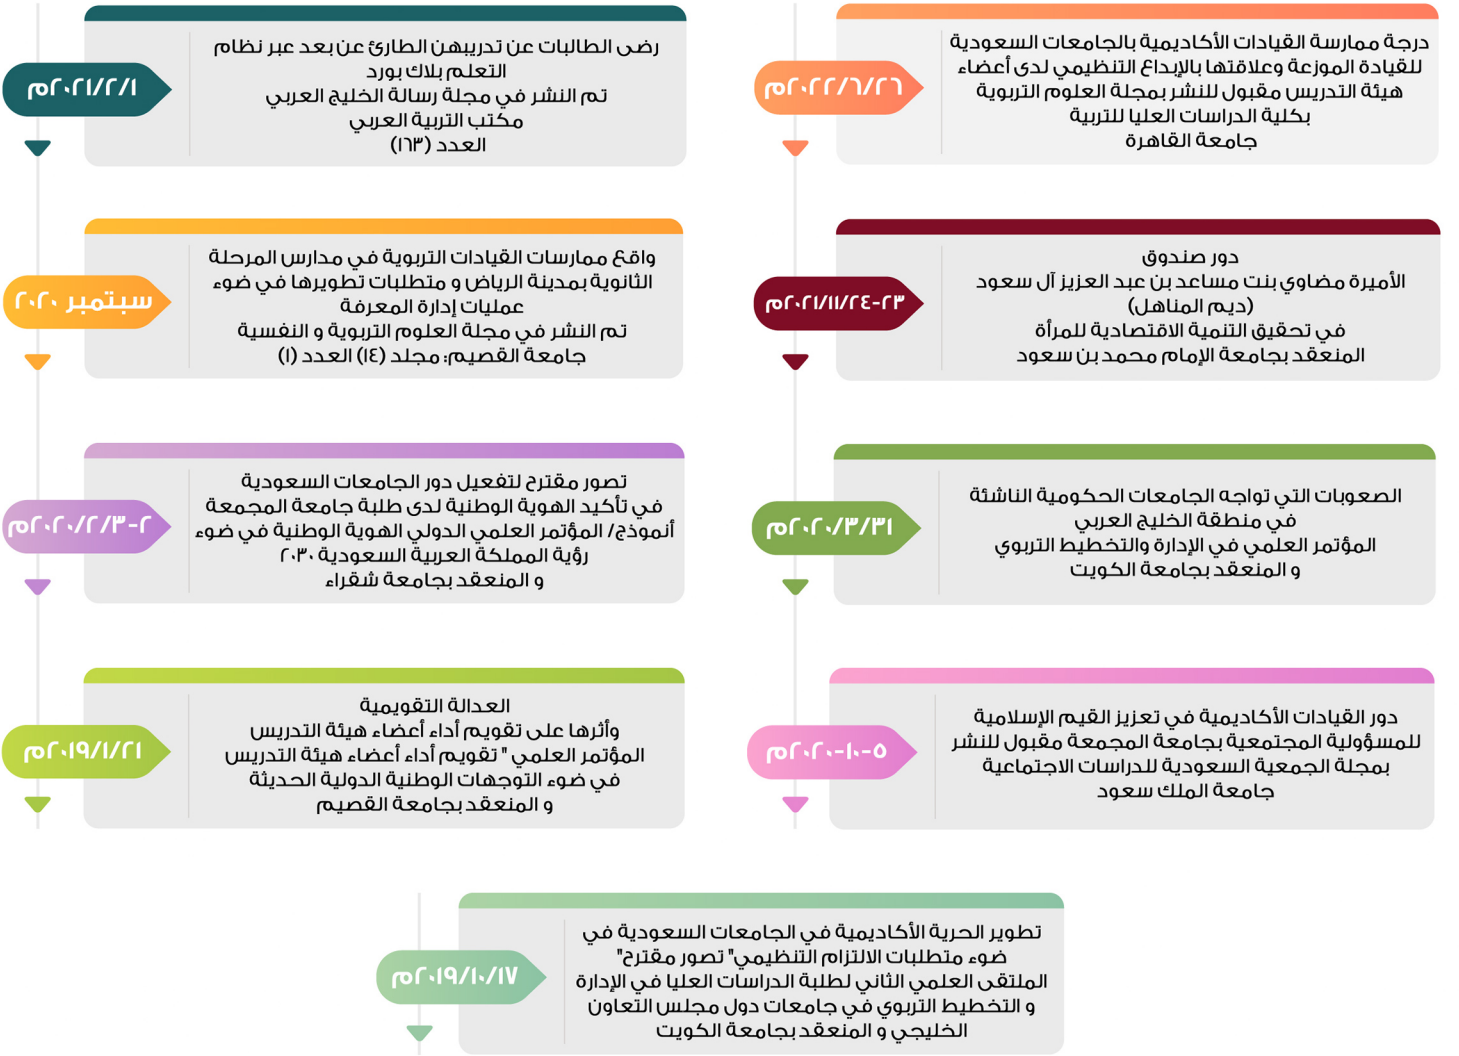 درجة ممارسة القيادات الأكاديمية بالجامعات السعودية
للقيادة الموزعة وعلاقتها بالإبداع التنظيمي لدى أعضاء
هيئة التدريس مقبول للنشر بمجلة العلوم التربوية
بكلية الدراسات العليا للتربية
جامعة القاهرة
٢٠٢٢/٦/٢٦م
رضى الطالبات عن تدريبهن الطارئ عن بعد عبر نظام
التعلم بلاك بورد
تم النشر في مجلة رسالة الخليج العربي
مكتب التربية العربي
العدد (١٦٣)
٢٠٢١/٢/١م
دور صندوق
الأميرة مضاوي بنت مساعد بن عبد العزيز آل سعود
(ديم المناهل)
في تحقيق التنمية الاقتصادية للمرأة
المنعقد بجامعة الإمام محمد بن سعود
٢٣-٢٠٢١/١١/٢٤م
واقع ممارسات القيادات التربوية في مدارس المرحلة
الثانوية بمدينة الرياض و متطلبات تطويرها في ضوء
عمليات إدارة المعرفة
تم النشر في مجلة العلوم التربوية و النفسية
جامعة القصيم: مجلد (١٤) العدد (١)
سبتمبر ٢٠٢٠
الصعوبات التي تواجه الجامعات الحكومية الناشئة
في منطقة الخليج العربي
المؤتمر العلمي في الإدارة والتخطيط التربوي
و المنعقد بجامعة الكويت
٢٠٢٠/٣/٣١م
تصور مقترح لتفعيل دور الجامعات السعودية
في تأكيد الهوية الوطنية لدى طلبة جامعة المجمعة
أنموذج/ المؤتمر العلمي الدولي الهوية الوطنية في ضوء
رؤية المملكة العربية السعودية ٢٠٣٠
و المنعقد بجامعة شقراء
٢-٢٠٢٠/٢/٣م
دور القيادات الأكاديمية في تعزيز القيم الإسلامية
للمسؤولية المجتمعية بجامعة المجمعة مقبول للنشر
بمجلة الجمعية السعودية للدراسات الاجتماعية
جامعة الملك سعود
٥-١٠-٢٠٢٠م
العدالة التقويمية
وأثرها على تقويم أداء أعضاء هيئة التدريس
المؤتمر العلمي " تقويم أداء أعضاء هيئة التدريس
في ضوء التوجهات الوطنية الدولية الحديثة
و المنعقد بجامعة القصيم
٢٠١٩/١/٢١م
تطوير الحرية الأكاديمية في الجامعات السعودية في
ضوء متطلبات الالتزام التنظيمي" تصور مقترح"
الملتقى العلمي الثاني لطلبة الدراسات العليا في الإدارة
و التخطيط التربوي في جامعات دول مجلس التعاون
الخليجي و المنعقد بجامعة الكويت
٢٠١٩/١٠/١٧م